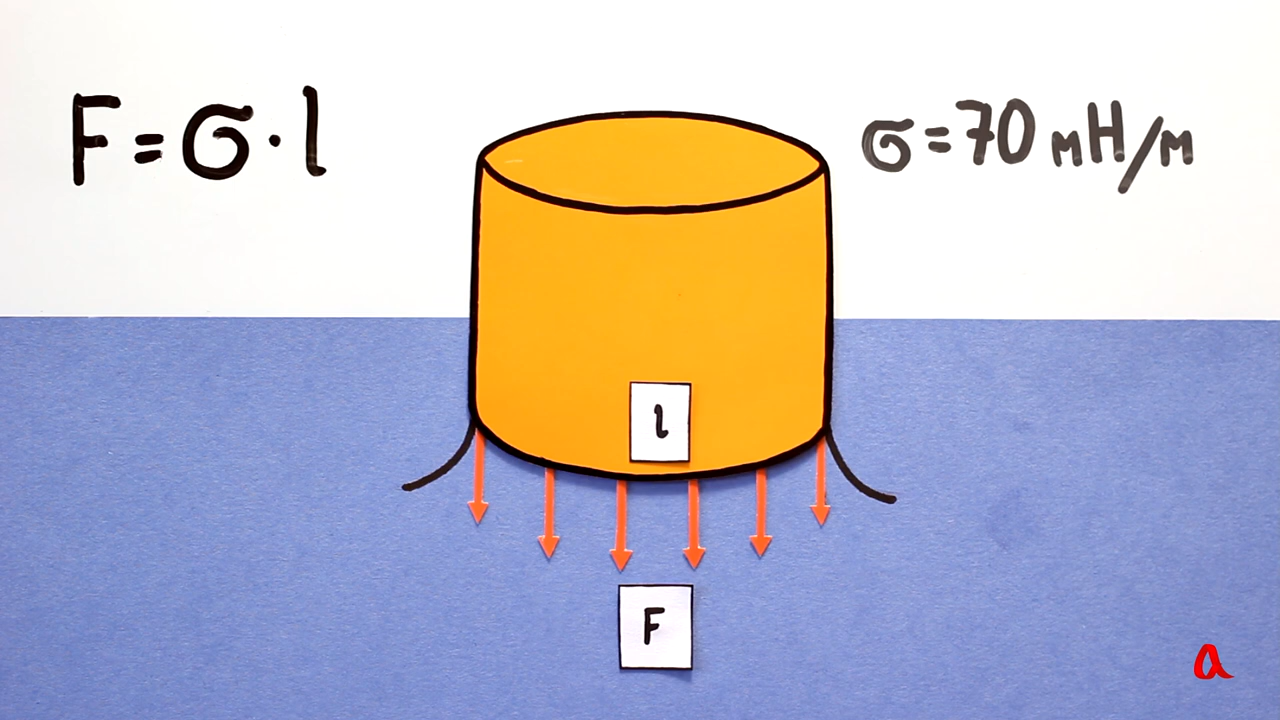 F = σ · l
σ = 70 мН/м
l
F
a